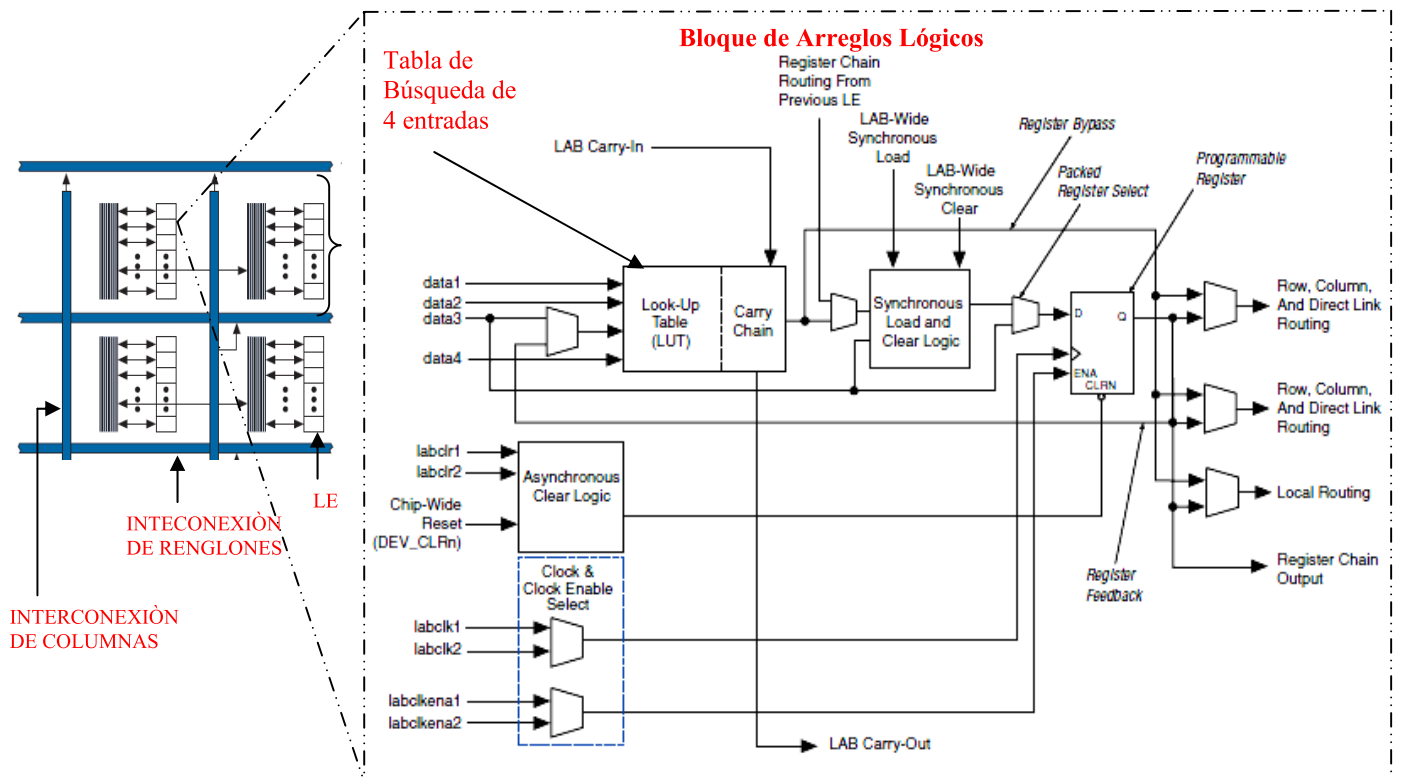 Bloque de Arreglos Lógicos
Tabla de
Búsqueda de
4 entradas
Register Chain
Routing From
Previous LE
LAB-Wide
Synchronous
Load
LAB-Wide
Synchronous
Clear
LAB Carry-In
Register Bypass
Packed
Register Select
Programmable
Register
data1
data2
data3
data4
Look-Up
Table
(LUT)
Carry
Chain
Synchronous
Load and
Clear Logic
D
Q
ENA
CLRN
Row, Column,
And Direct Link
Routing
Row, Column,
And Direct Link
Routing
Local Routing
Register Chain
Output
Register
Feedback
labclr1
labclr2
Chip-Wide
Reset
(DEV_CLRn)
Asynchronous
Clear Logic
Clock &
Clock Enable
Select
labclk1
labclk2
labclkena1
labclkena2
LAB Carry-Out
LE
INTECONEXIÒN
DE RENGLONES
INTERCONEXIÒN
DE COLUMNAS